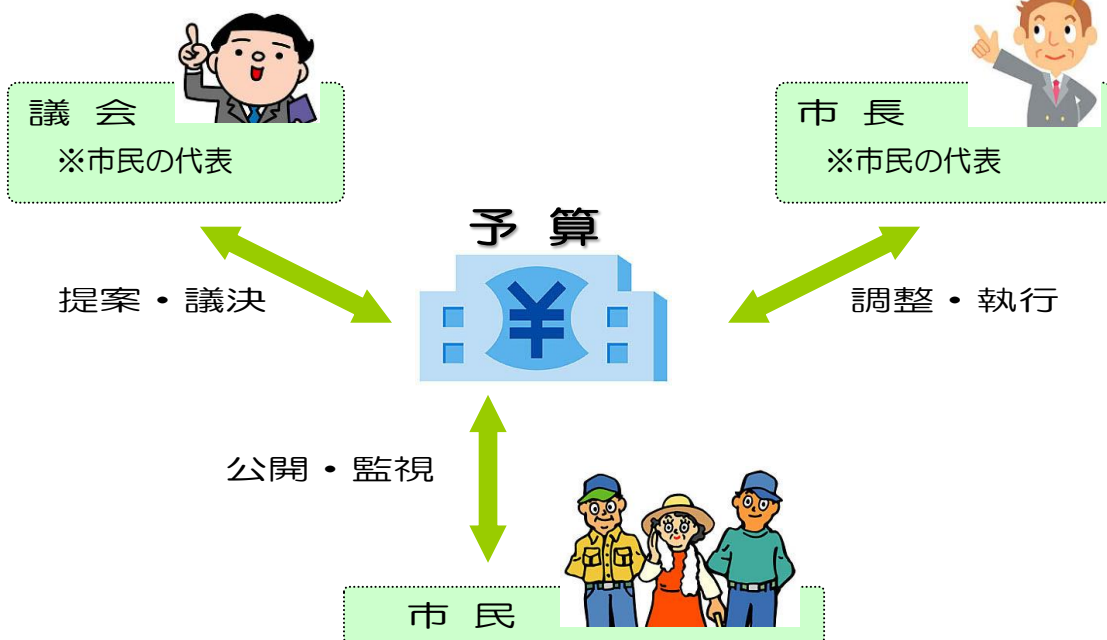 議 会
※市民の代表
市 長
※市民の代表
予 算
¥
提案・議決
調整・執行
公開・監視
市 民